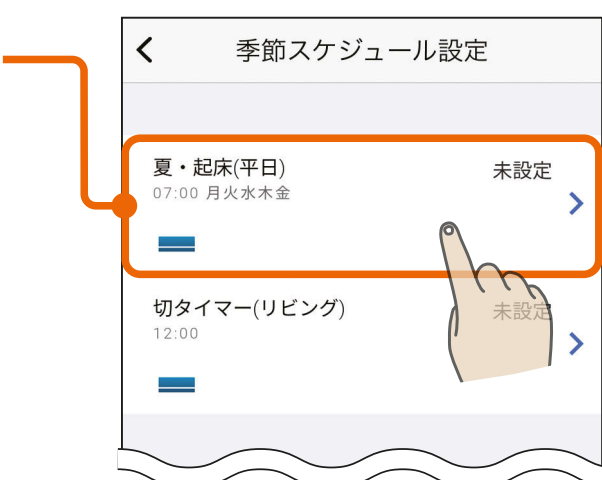 季節スケジュール設定
夏・起床(平日)
未設定
07:00 月火水木金
切タイマー(リビング)
未設定
12:00